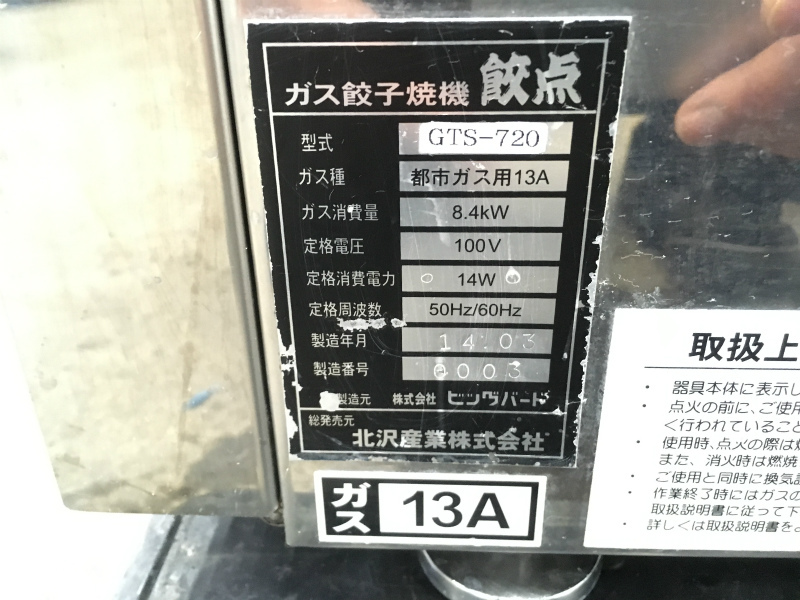 ガス餃子焼機 餃点
型式 GTS-720
ガス種 都市ガス用13A
ガス消費量 8.4kW
定格電圧 100V
定格消費電力 14W
定格周波数 50Hz/60Hz
製造年月 14.03
製造番号 0003
製造元 株式会社 ビッグバード
総発売元
北沢産業株式会社
ガス 13A
取扱上
・ 器具本体に表示し
・ 点火の前に、ご使用
く行われていること
・ 使用時、点火の際は
また、消火時は燃焼
・ ご使用と同時に換気
・ 作業終了時にはガスの
取扱説明書に従って下
・ 詳しくは取扱説明書を